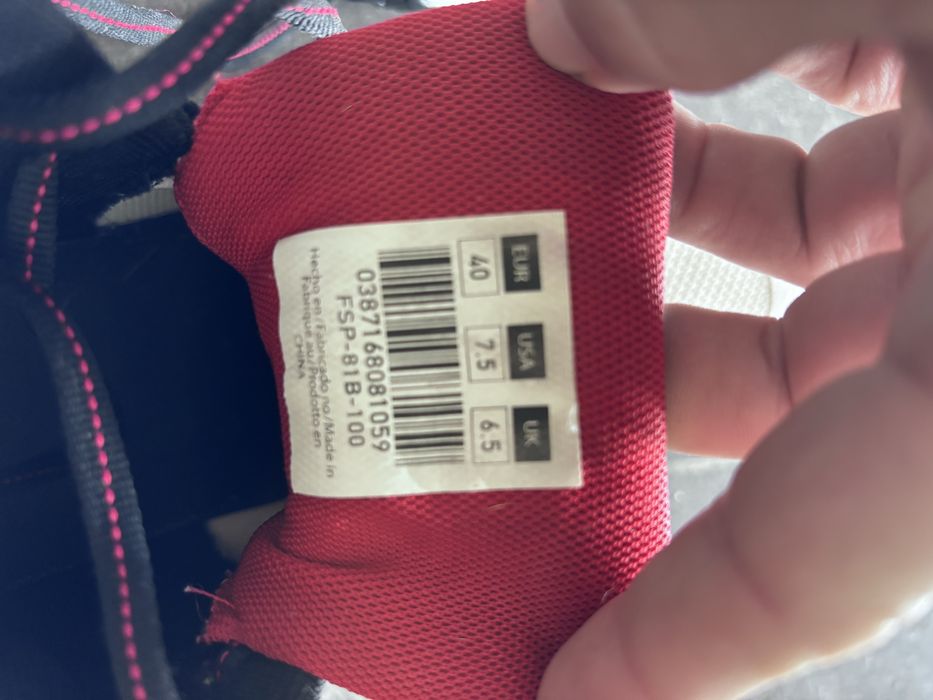 EUR USA UK
40 7.5 6.5
0387168081059
FSP-81B-100
Hecho en/Fabricado no/Made in
Fabriqué au/Prodotto en
CHINA